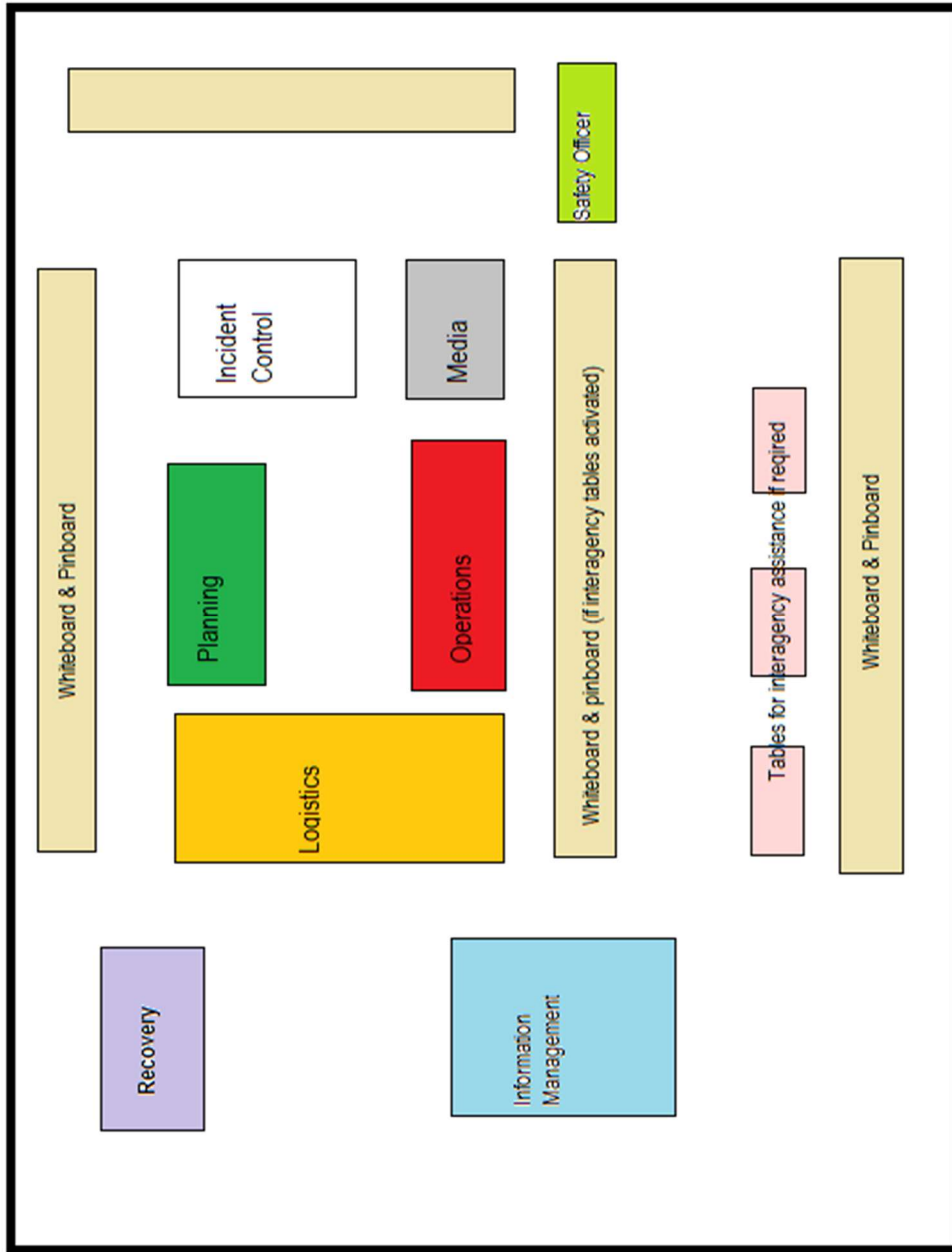 Whiteboard & Pinboard
Recovery
Planning
Incident
Control
Logistics
Operations
Media
Information
Management
Safety Officer
Whiteboard & pinboard (if interagency tables activated)
Tables for interagency assistance if reqired
Whiteboard & Pinboard